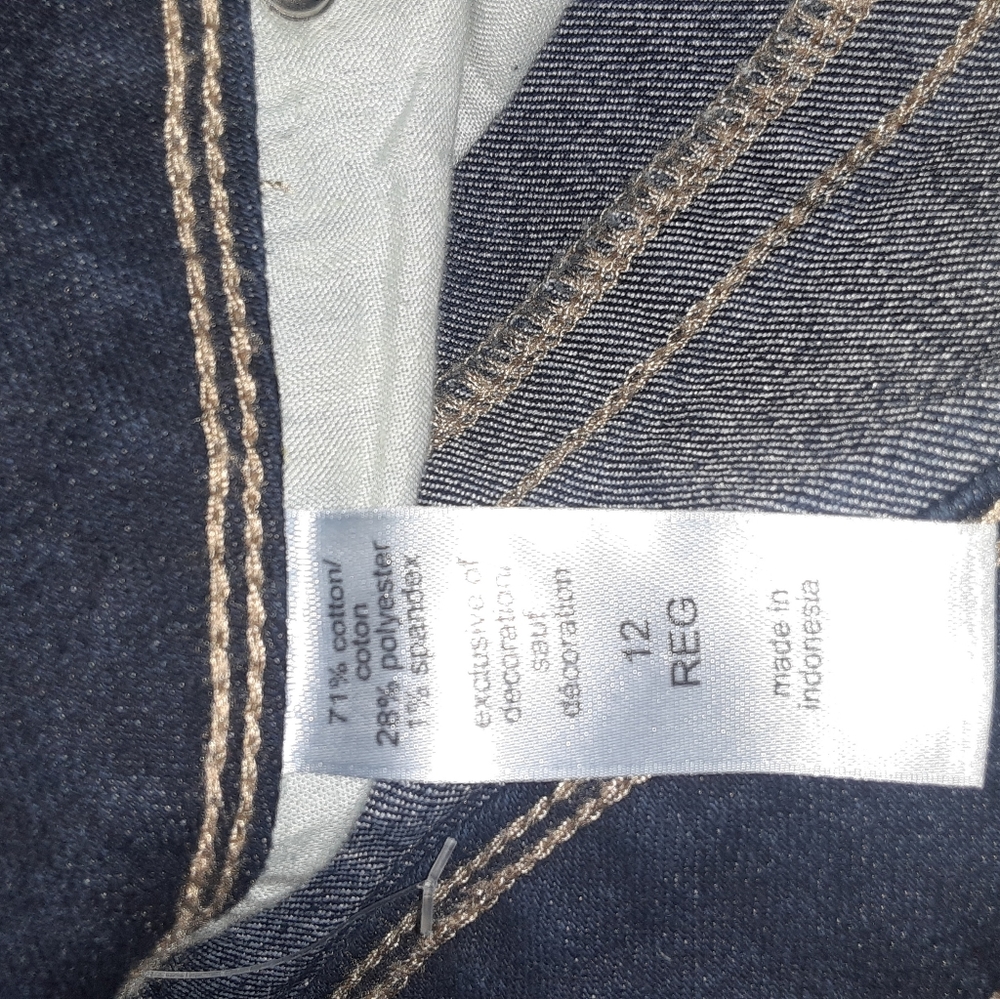 71% cotton/
coton
28% polyester
1% spandex
exclusive of
decoration/
sauf
décoration
12
REG
made in
indonesia